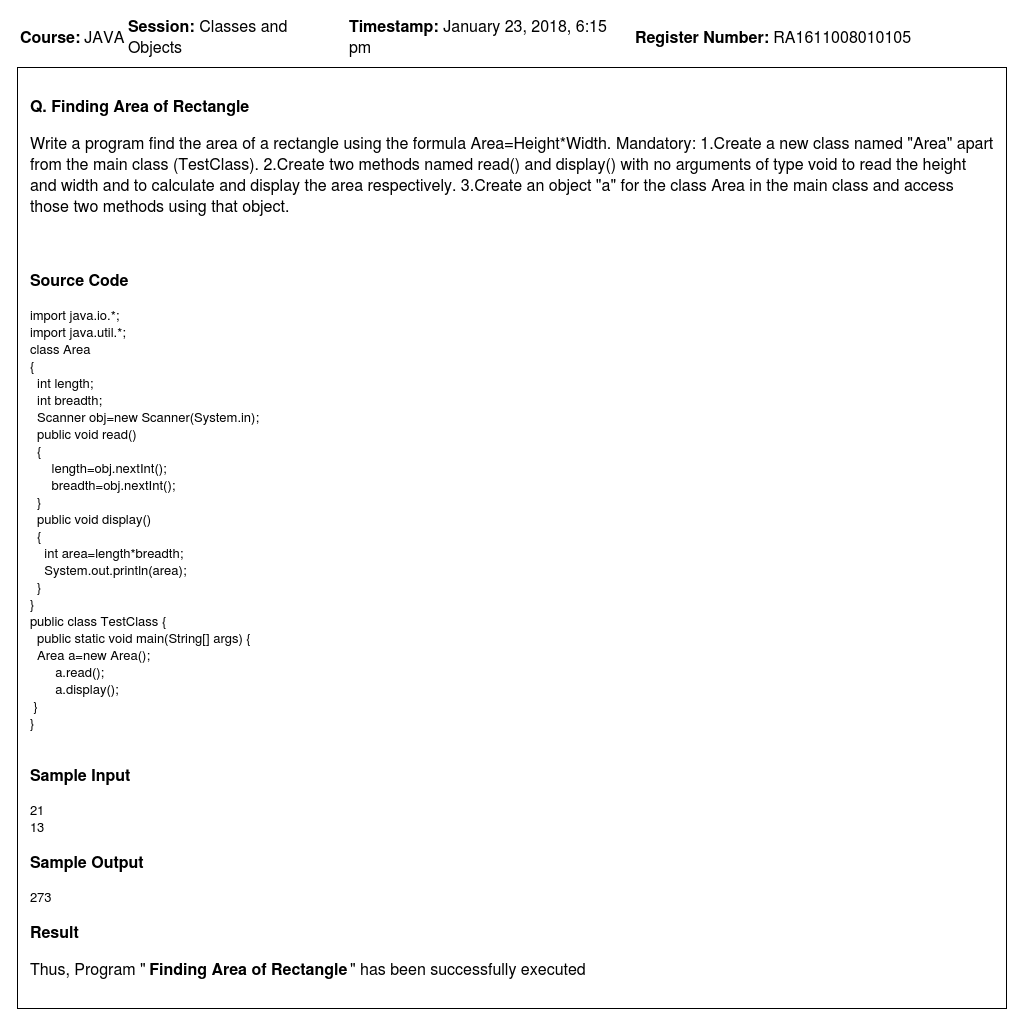 Course: JAVA Session: Classes and Objects Timestamp: January 23, 2018, 6:15 pm Register Number: RA1611008010105
Q. Finding Area of Rectangle
Write a program find the area of a rectangle using the formula Area=Height*Width. Mandatory: 1.Create a new class named "Area" apart
from the main class (TestClass). 2.Create two methods named read() and display() with no arguments of type void to read the height
and width and to calculate and display the area respectively. 3.Create an object "a" for the class Area in the main class and access
those two methods using that object.
Source Code
import java.io.*;
import java.util.*;
class Area
{
  int length;
  int breadth;
  Scanner obj=new Scanner(System.in);
  public void read()
  {
      length=obj.nextInt();
      breadth=obj.nextInt();
  }
  public void display()
  {
    int area=length*breadth;
    System.out.println(area);
  }
}
public class TestClass {
  public static void main(String[] args) {
  Area a=new Area();
       a.read();
       a.display();
 }
}
Sample Input
21
13
Sample Output
273
Result
Thus, Program " Finding Area of Rectangle " has been successfully executed